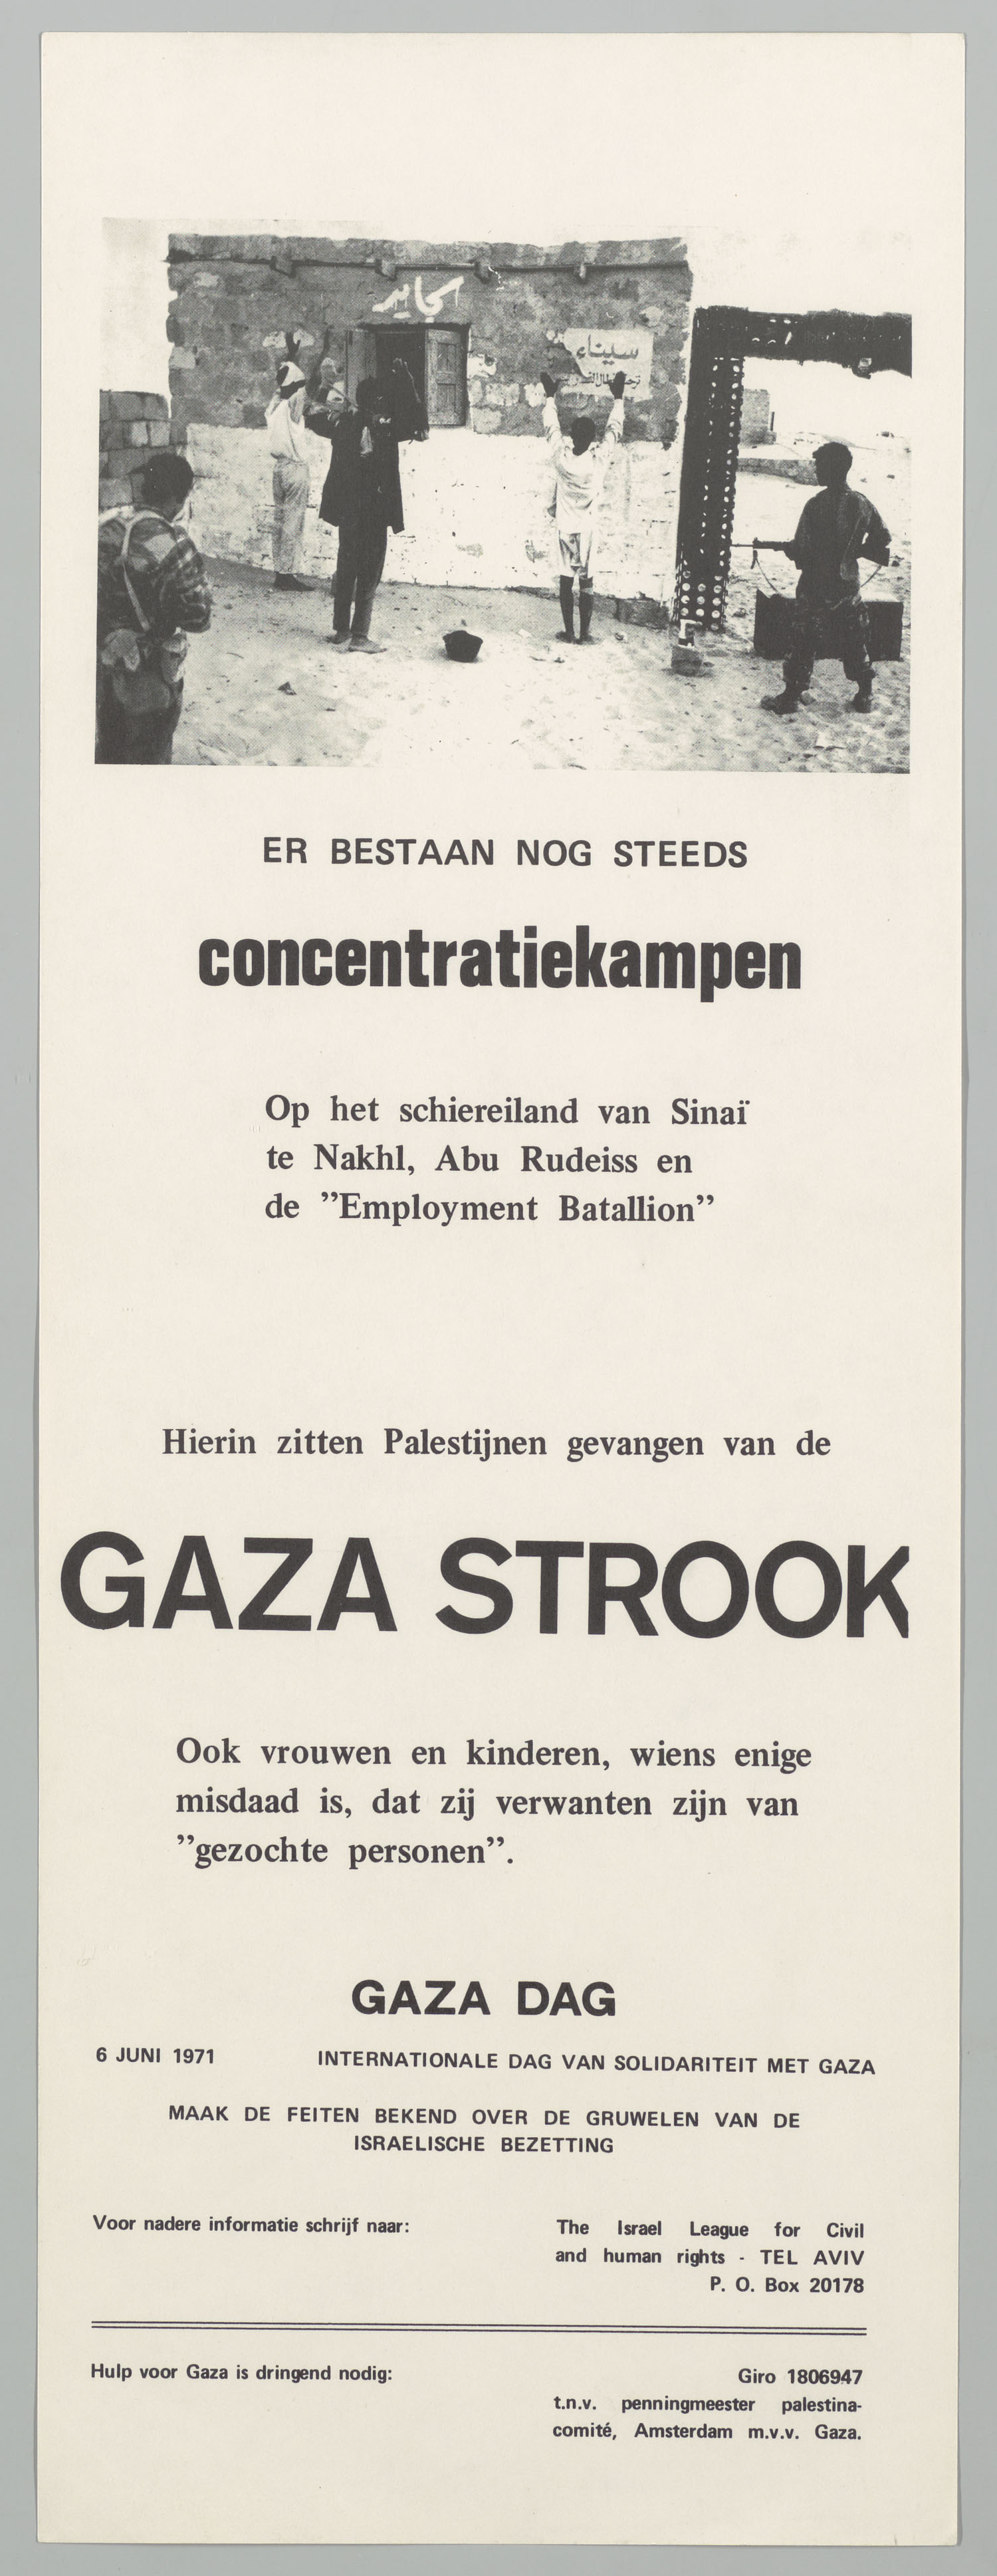 سجاير
سيناء
ER BESTAAN NOG STEEDS
concentratiekampen
Op het schiereiland van Sinaï
te Nakhl, Abu Rudeiss en
de ”Employment Batallion”
Hierin zitten Palestijnen gevangen van de
GAZA STROOK
Ook vrouwen en kinderen, wiens enige
misdaad is, dat zij verwanten zijn van
”gezochte personen”.
GAZA DAG
6 JUNI 1971 INTERNATIONALE DAG VAN SOLIDARITEIT MET GAZA
MAAK DE FEITEN BEKEND OVER DE GRUWELEN VAN DE
ISRAELISCHE BEZETTING
Voor nadere informatie schrijf naar: The Israel League for Civil
and human rights - TEL AVIV
P. O. Box 20178
Hulp voor Gaza is dringend nodig: Giro 1806947
t.n.v. penningmeester palestina-
comité, Amsterdam m.v.v. Gaza.